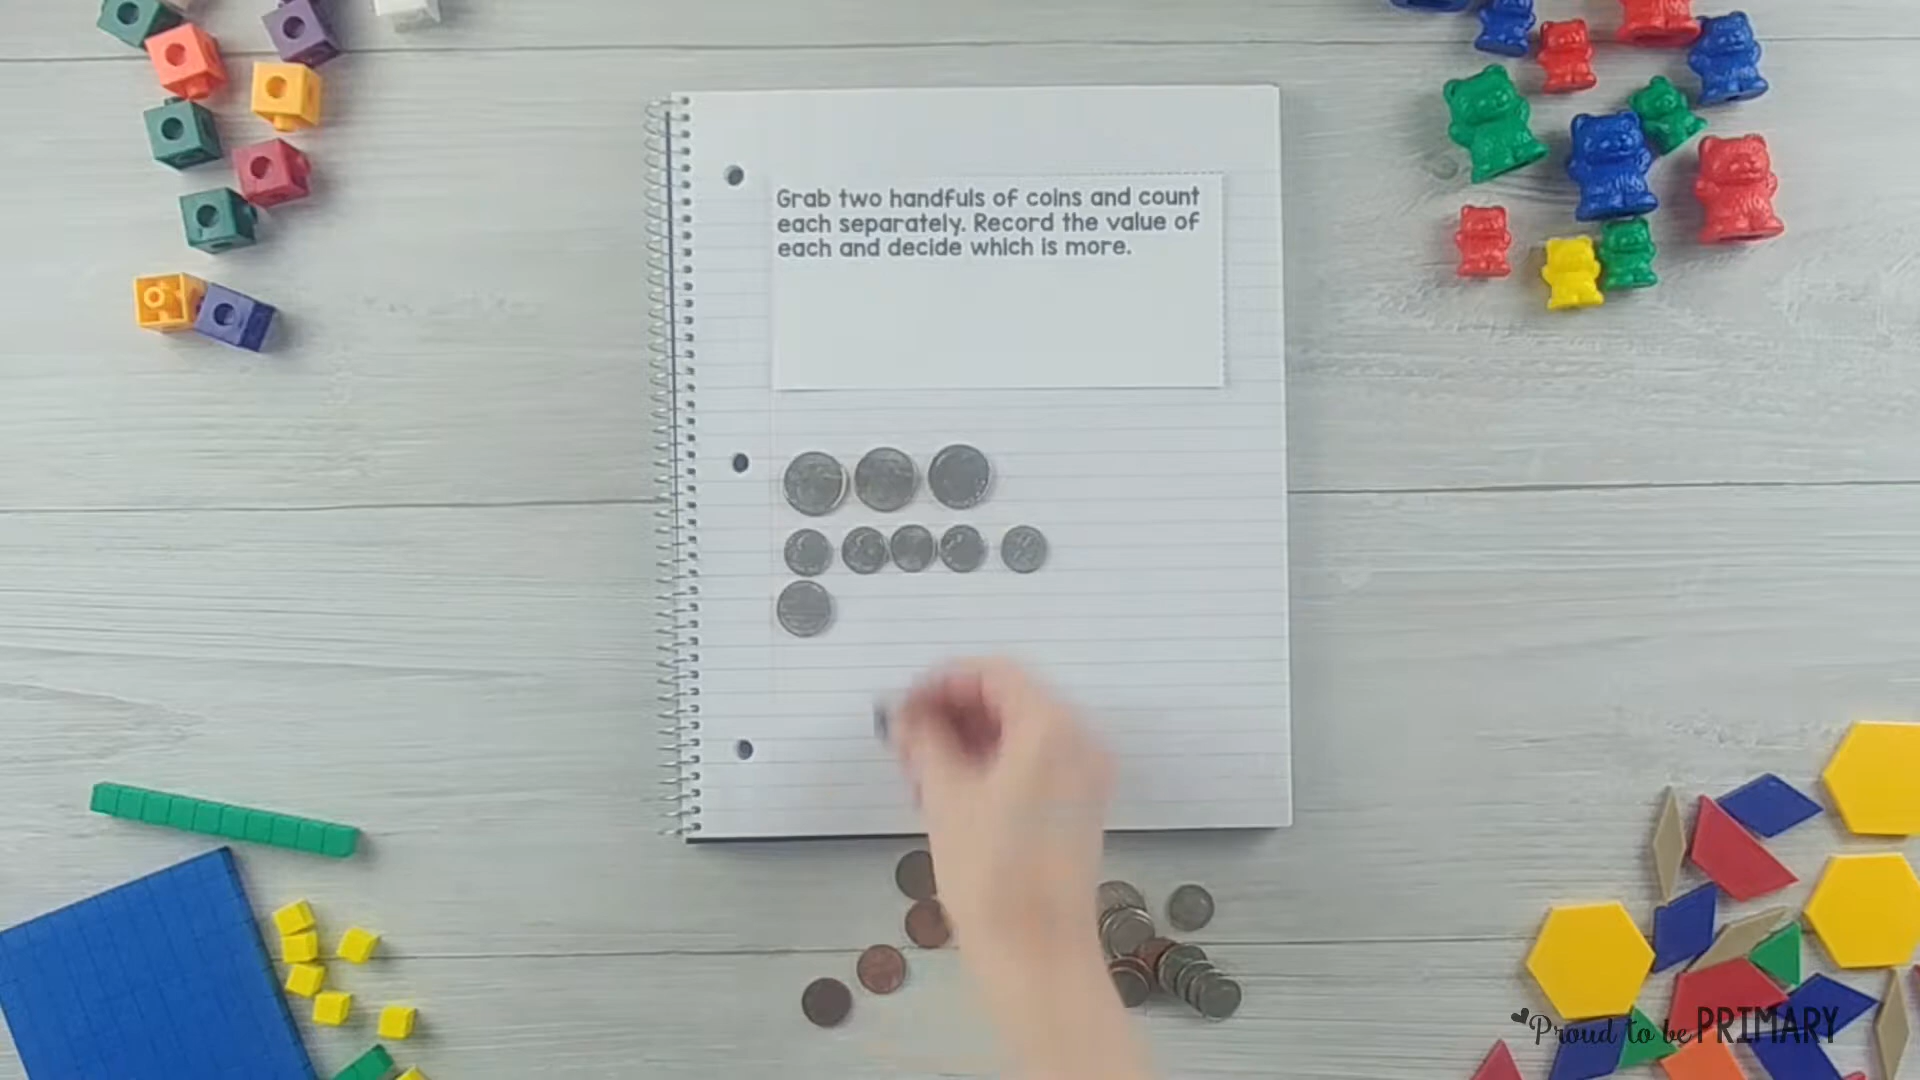 Grab two handfuls of coins and count
each separately. Record the value of
each and decide which is more.
Proud to be PRIMARY